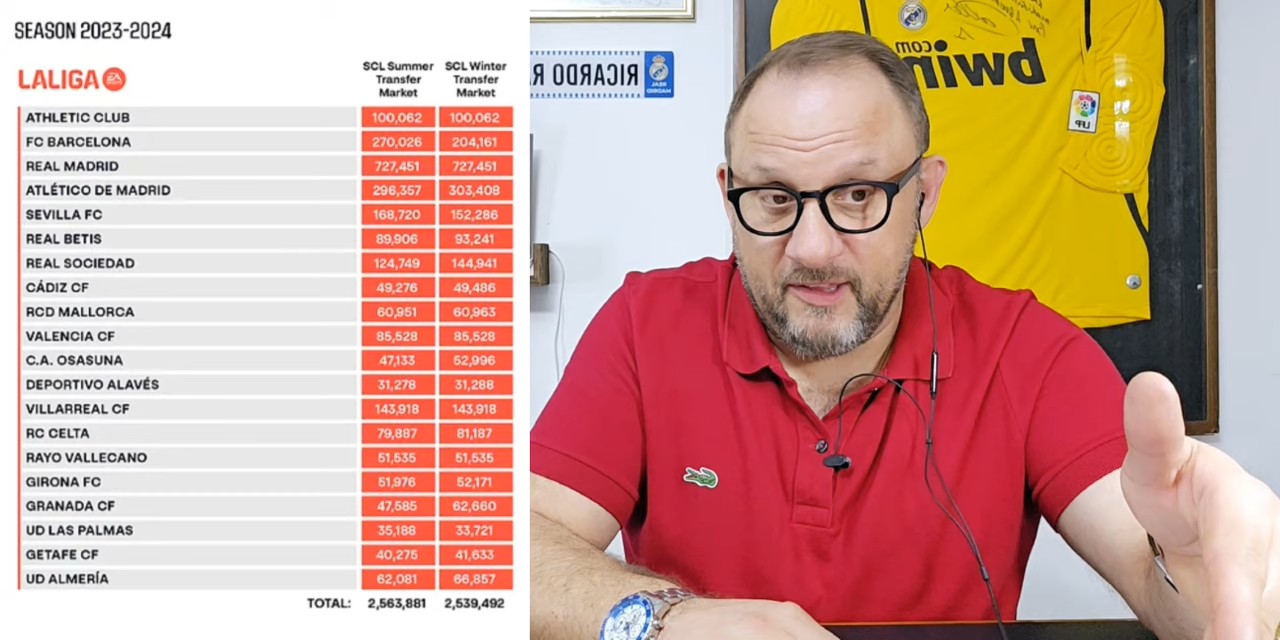 SEASON 2023-2024
LALIGA EA
SCL Summer Transfer Market SCL Winter Transfer Market
ATHLETIC CLUB 100,062 100,062
FC BARCELONA 270,026 204,161
REAL MADRID 727,451 727,451
ATLÉTICO DE MADRID 296,357 303,408
SEVILLA FC 168,720 152,286
REAL BETIS 89,906 93,241
REAL SOCIEDAD 124,749 144,941
CÁDIZ CF 49,276 49,486
RCD MALLORCA 60,951 60,963
VALENCIA CF 85,528 85,528
C.A. OSASUNA 47,133 52,996
DEPORTIVO ALAVÉS 31,278 31,288
VILLARREAL CF 143,918 143,918
RC CELTA 79,887 81,187
RAYO VALLECANO 51,535 51,535
GIRONA FC 51,976 52,171
GRANADA CF 47,585 62,660
UD LAS PALMAS 35,188 33,721
GETAFE CF 40,275 41,633
UD ALMERÍA 62,081 66,857
TOTAL: 2,563,881 2,539,492
RICARDO R
REAL
MADRID
.com
bwin
LFP